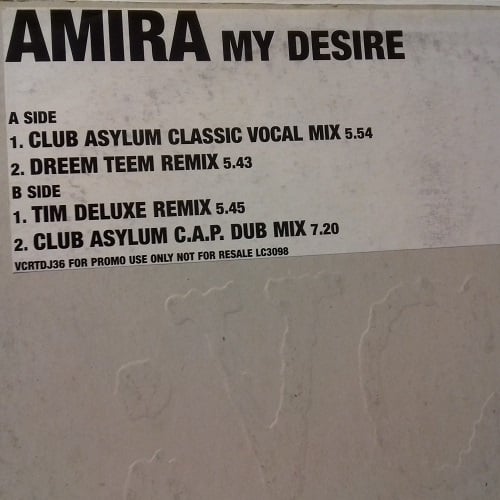 AMIRA MY DESIRE
A SIDE
1. CLUB ASYLUM CLASSIC VOCAL MIX 5.54
2. DREEM TEEM REMIX 5.43
B SIDE
1. TIM DELUXE REMIX 5.45
2. CLUB ASYLUM C.A.P. DUB MIX 7.20
VCRTDJ36 FOR PROMO USE ONLY NOT FOR RESALE LC3098